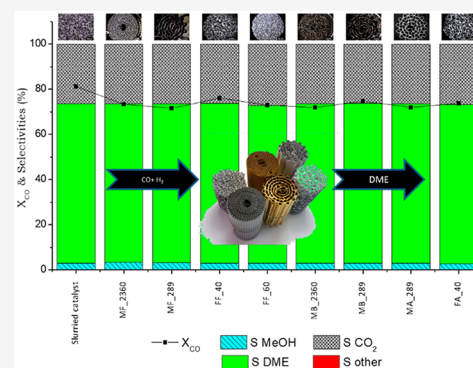 100
80
60
40
20
0
X_CO & Selectivities (%)
CO+ H₂
DME
Slurried catalyst
MF_2360
MF_289
FF_40
FF_60
MB_2360
MB_289
MA_289
FA_40
X_CO
S MeOH
S CO₂
S DME
S other